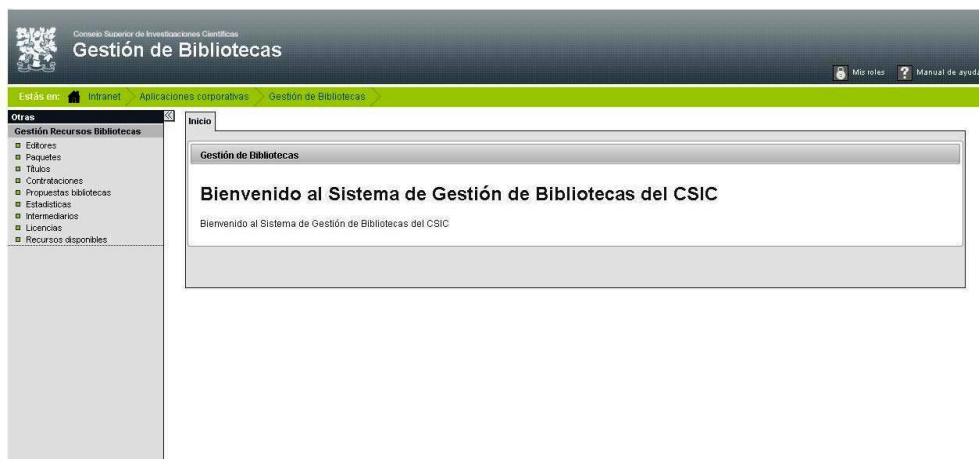 Consejo Superior de Investigaciones Científicas
Gestión de Bibliotecas
Mis roles
Manual de ayuda
Estás en: Intranet Aplicaciones corporativas Gestión de Bibliotecas
Otras
Gestión Recursos Bibliotecas
Editores
Paquetes
Títulos
Contrataciones
Propuestas bibliotecas
Estadísticas
Intermediarios
Licencias
Recursos disponibles
Inicio
Gestión de Bibliotecas
Bienvenido al Sistema de Gestión de Bibliotecas del CSIC
Bienvenido al Sistema de Gestión de Bibliotecas del CSIC